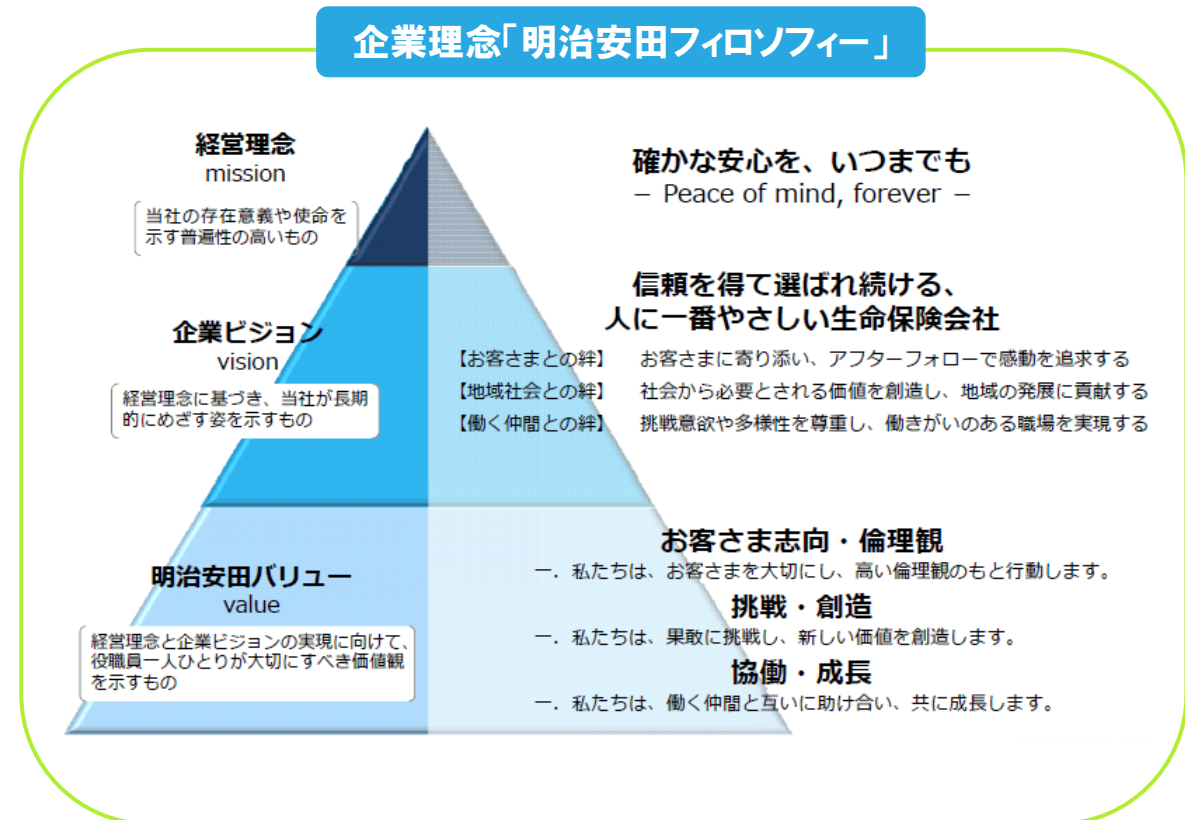 企業理念「明治安田フィロソフィー」
経営理念
mission
当社の存在意義や使命を
示す普遍性の高いもの
確かな安心を、いつまでも
− Peace of mind, forever −
企業ビジョン
vision
経営理念に基づき、当社が長期
的にめざす姿を示すもの
信頼を得て選ばれ続ける、
人に一番やさしい生命保険会社
【お客さまとの絆】 お客さまに寄り添い、アフターフォローで感動を追求する
【地域社会との絆】 社会から必要とされる価値を創造し、地域の発展に貢献する
【働く仲間との絆】 挑戦意欲や多様性を尊重し、働きがいのある職場を実現する
明治安田バリュー
value
経営理念と企業ビジョンの実現に向けて、
役職員一人ひとりが大切にすべき価値観
を示すもの
お客さま志向・倫理観
一．私たちは、お客さまを大切にし、高い倫理観のもと行動します。
挑戦・創造
一．私たちは、果敢に挑戦し、新しい価値を創造します。
協働・成長
一．私たちは、働く仲間と互いに助け合い、共に成長します。